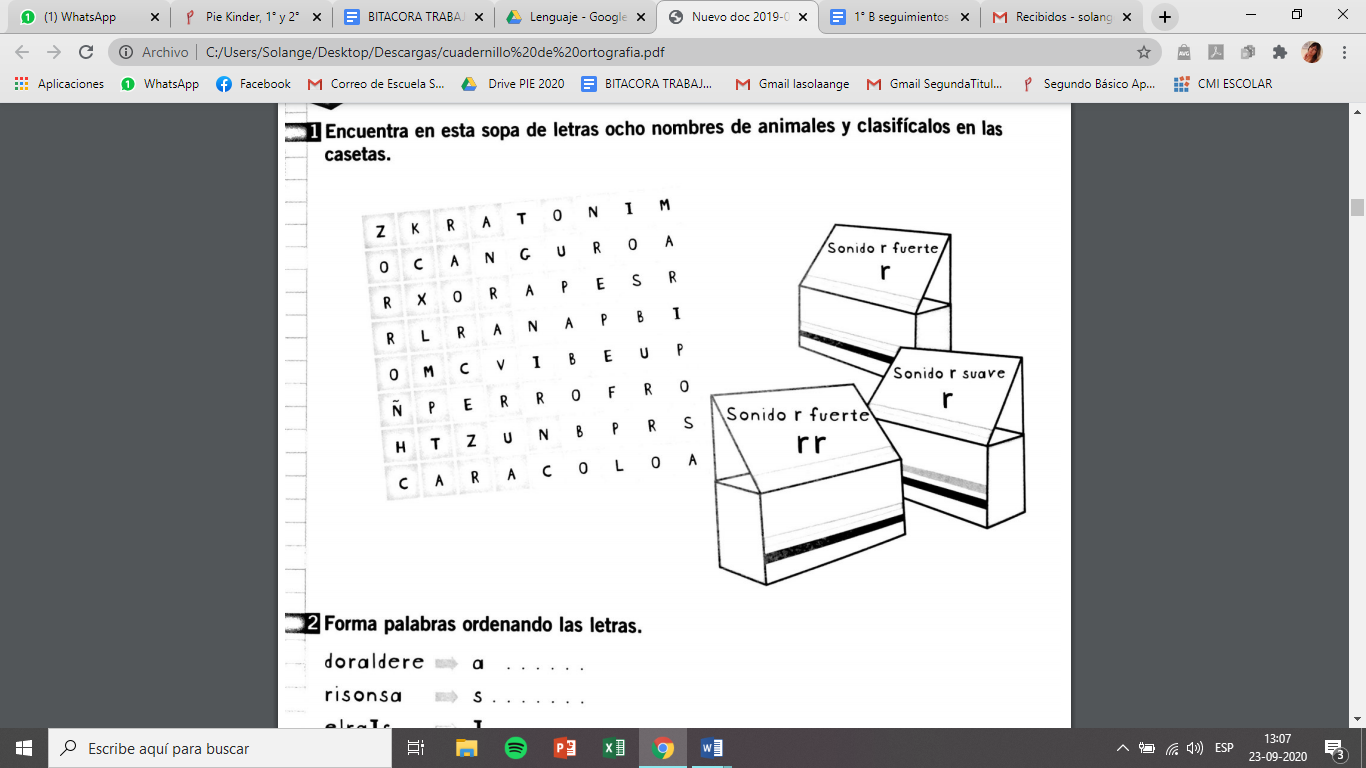 (1) WhatsApp
Pie Kinder, 1° y 2°
BITACORA TRABAJ
Lenguaje - Google
Nuevo doc 2019-0
1° B seguimientos
Recibidos - solang
Archivo
C:/Users/Solange/Desktop/Descargas/cuadernillo%20de%20ortografia.pdf
Aplicaciones
WhatsApp
Facebook
Correo de Escuela S...
Drive PIE 2020
BITACORA TRABAJ...
Gmail lasolaange
Gmail SegundaTitul...
Segundo Básico Ap...
CMI ESCOLAR
1 Encuentra en esta sopa de letras ocho nombres de animales y clasifícalos en las
casetas.
Z K R A T O N I M
O C A N G U R O A
R X O R A P E S R
R L R A N A P B I
O M C V I B E U P
Ñ P E R R O F R O
H T Z U N B P R S
C A R A C O L O A
Sonido r fuerte
r
Sonido r suave
r
Sonido r fuerte
rr
2 Forma palabras ordenando las letras.
doraldere a . . . . . .
risonsa s . . . . . . .
Escribe aquí para buscar
ESP
13:07
23-09-2020
3